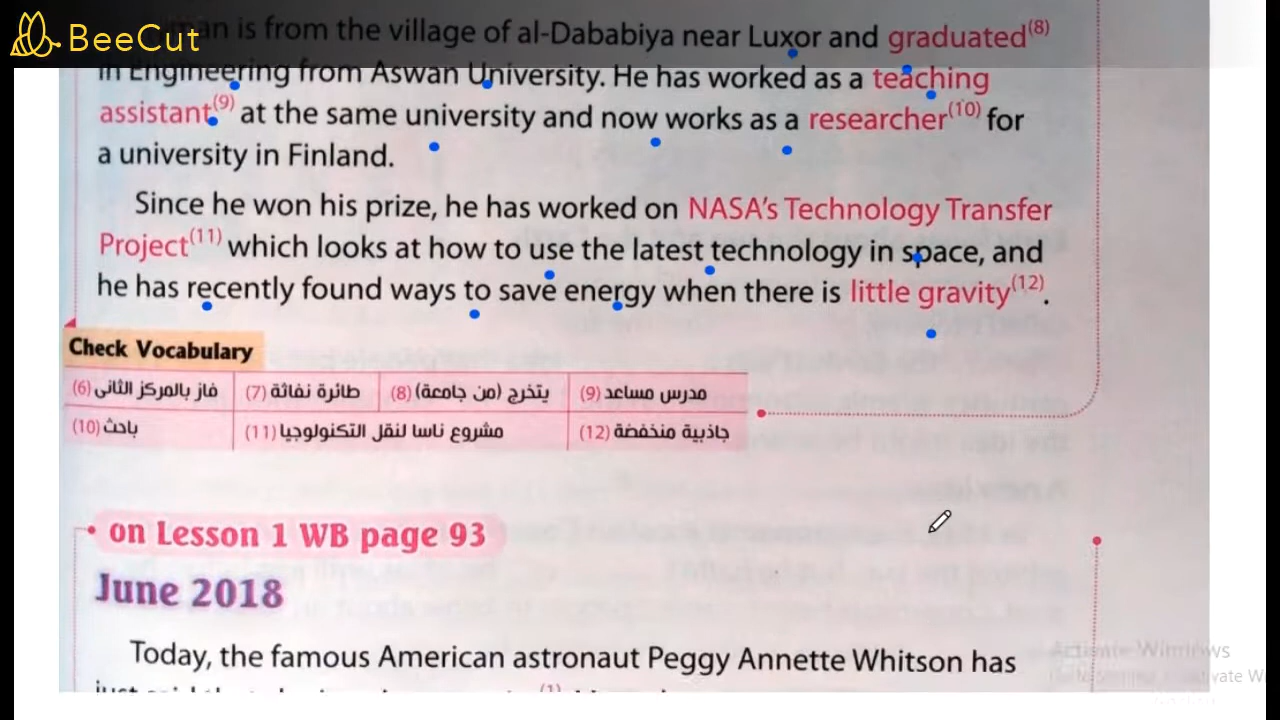 BeeCut
man is from the village of al-Dababiya near Luxor and graduated(8)
in Engineering from Aswan University. He has worked as a teaching
assistant(9) at the same university and now works as a researcher(10) for
a university in Finland.
Since he won his prize, he has worked on NASA's Technology Transfer
Project(11) which looks at how to use the latest technology in space, and
he has recently found ways to save energy when there is little gravity(12).
Check Vocabulary
(6) فاز بالمركز الثانى (7) طائرة نفاثة (8) يتخرج (من جامعة) (9) مدرس مساعد
(10) باحث (11) مشروع ناسا لنقل التكنولوجيا (12) جاذبية منخفضة
• on Lesson 1 WB page 93
June 2018
Today, the famous American astronaut Peggy Annette Whitson has
Activate Windows